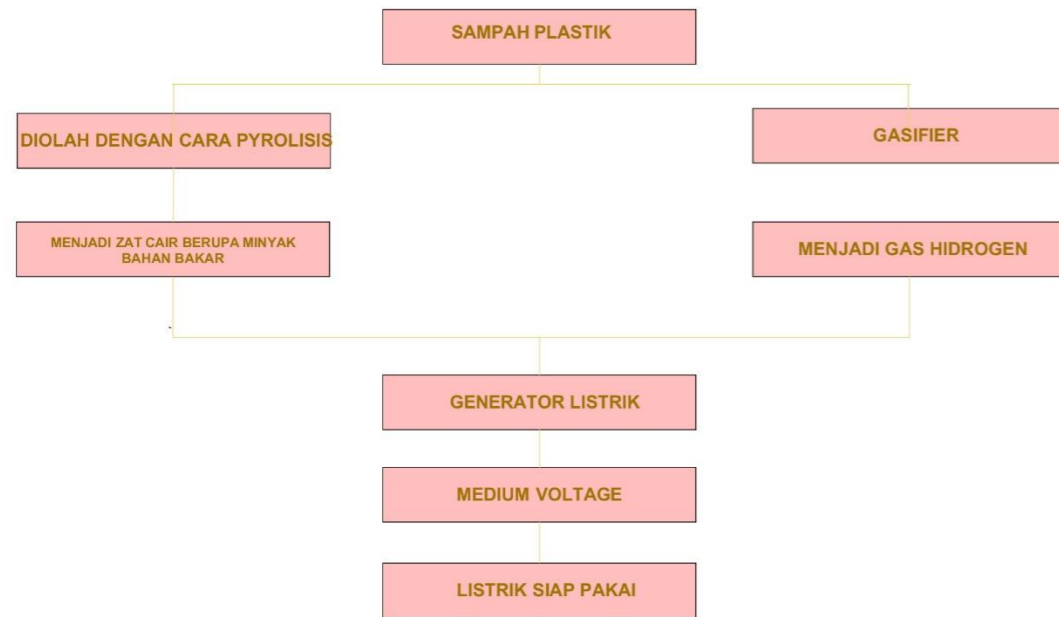 SAMPAH PLASTIK
DIOLAH DENGAN CARA PYROLISIS
GASIFIER
MENJADI ZAT CAIR BERUPA MINYAK
BAHAN BAKAR
MENJADI GAS HIDROGEN
GENERATOR LISTRIK
MEDIUM VOLTAGE
LISTRIK SIAP PAKAI